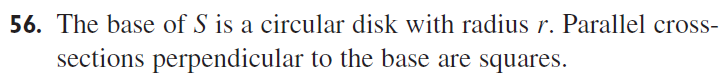 56. The base of S is a circular disk with radius r. Parallel cross-
sections perpendicular to the base are squares.